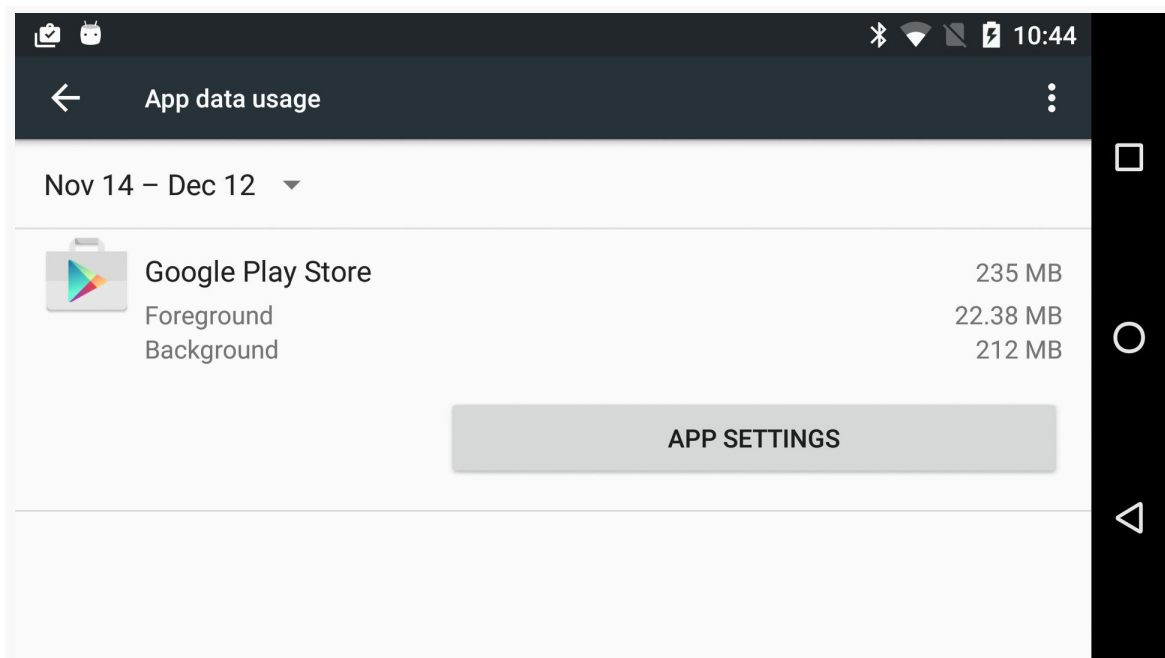 10:44
App data usage
Nov 14 – Dec 12
Google Play Store 235 MB
Foreground 22.38 MB
Background 212 MB
APP SETTINGS